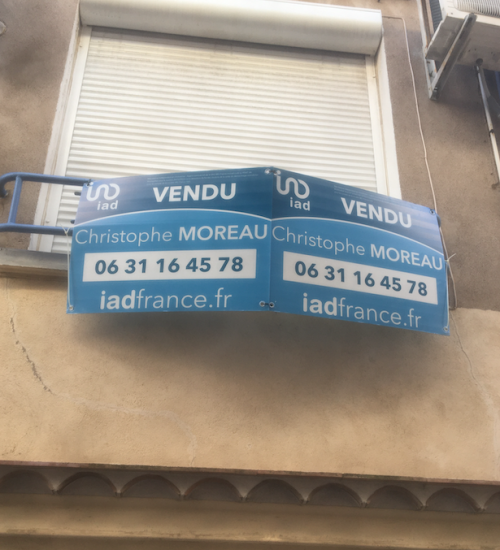 iad
VENDU
Christophe MOREAU
06 31 16 45 78
iadfrance.fr
iad
VENDU
Christophe MOREAU
06 31 16 45 78
iadfrance.fr